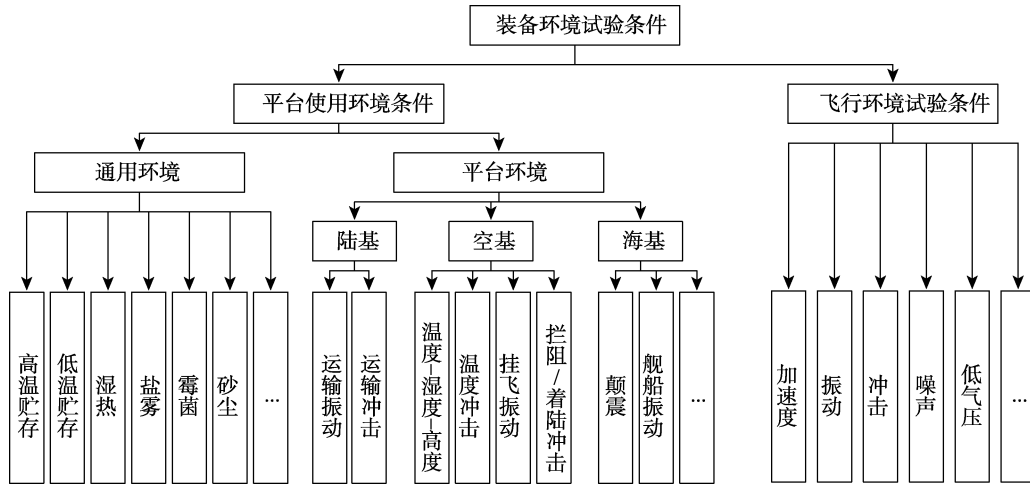 装备环境试验条件
平台使用环境条件
飞行环境试验条件
通用环境
平台环境
陆基
空基
海基
高温贮存
低温贮存
湿热
盐雾
霉菌
砂尘
...
运输振动
运输冲击
温度-湿度-高度
温度冲击
挂飞振动
拦阻/着陆冲击
颠震
舰船振动
...
加速度
振动
冲击
噪声
低气压
...